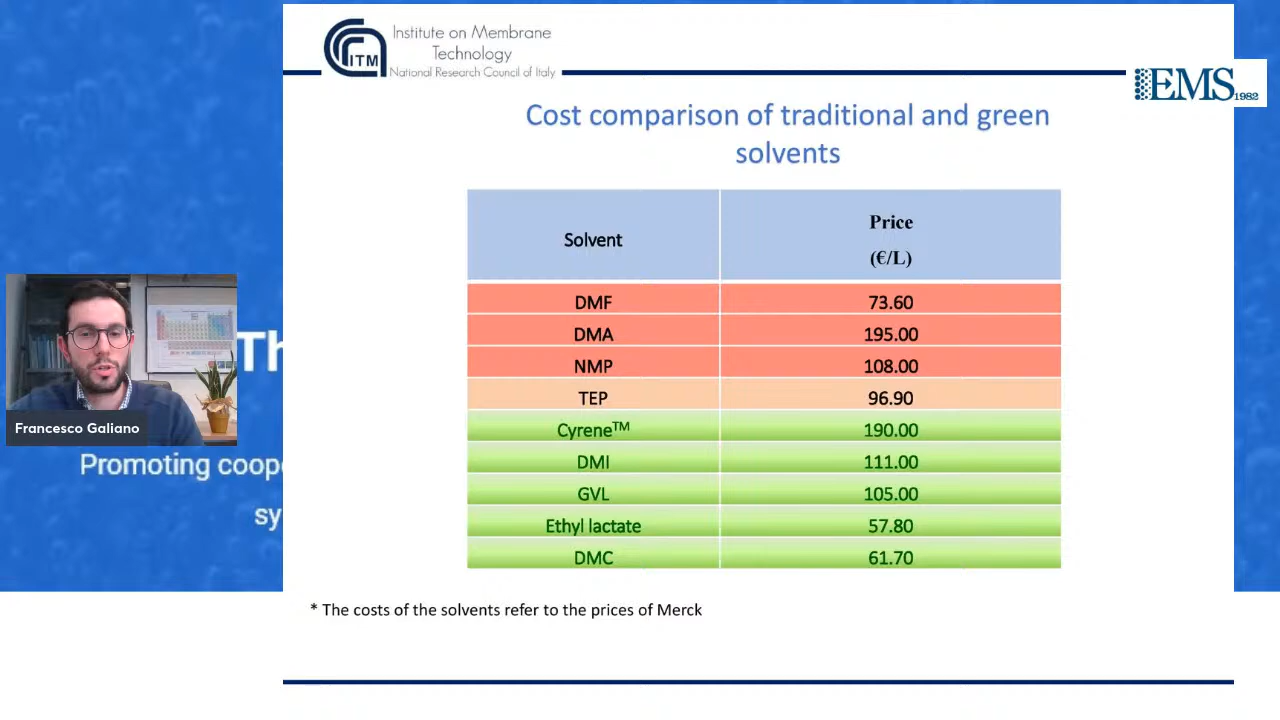 Institute on Membrane
Technology
National Research Council of Italy
ITM
EMS 1982
Cost comparison of traditional and green
solvents
Solvent
Price
(€/L)
DMF 73.60
DMA 195.00
NMP 108.00
TEP 96.90
Cyrene™ 190.00
DMI 111.00
GVL 105.00
Ethyl lactate 57.80
DMC 61.70
* The costs of the solvents refer to the prices of Merck
Th
Francesco Galiano
Promoting coope
sy